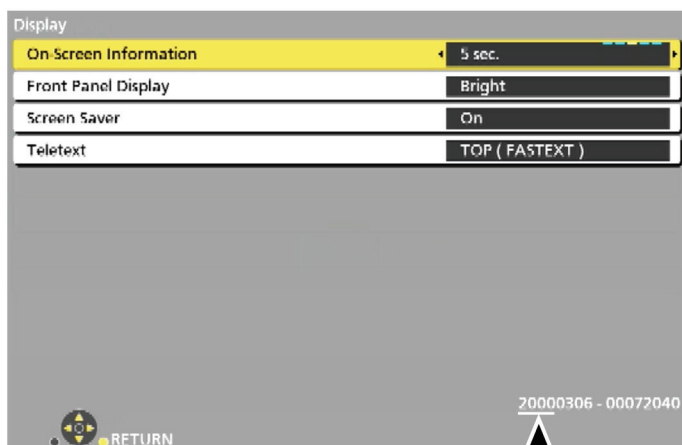 Display
On-Screen Information 5 sec.
Front Panel Display Bright
Screen Saver On
Teletext TOP ( FASTEXT )
20000306 - 00072040
RETURN